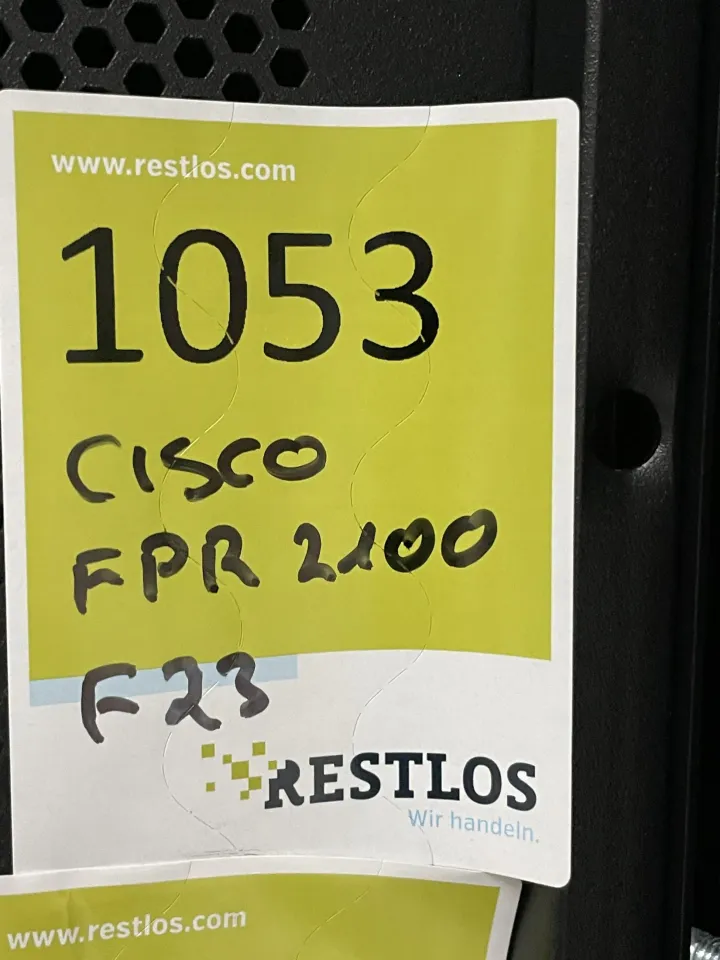 www.restlos.com
1053
CISCO
FPR 2100
F23
RESTLOS
Wir handeln.
www.restlos.com